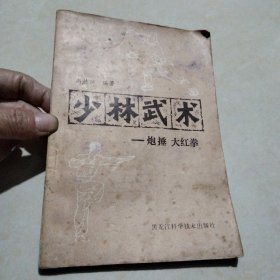 编著
少林武术
—炮捶 大红拳
黑龙江科学技术出版社